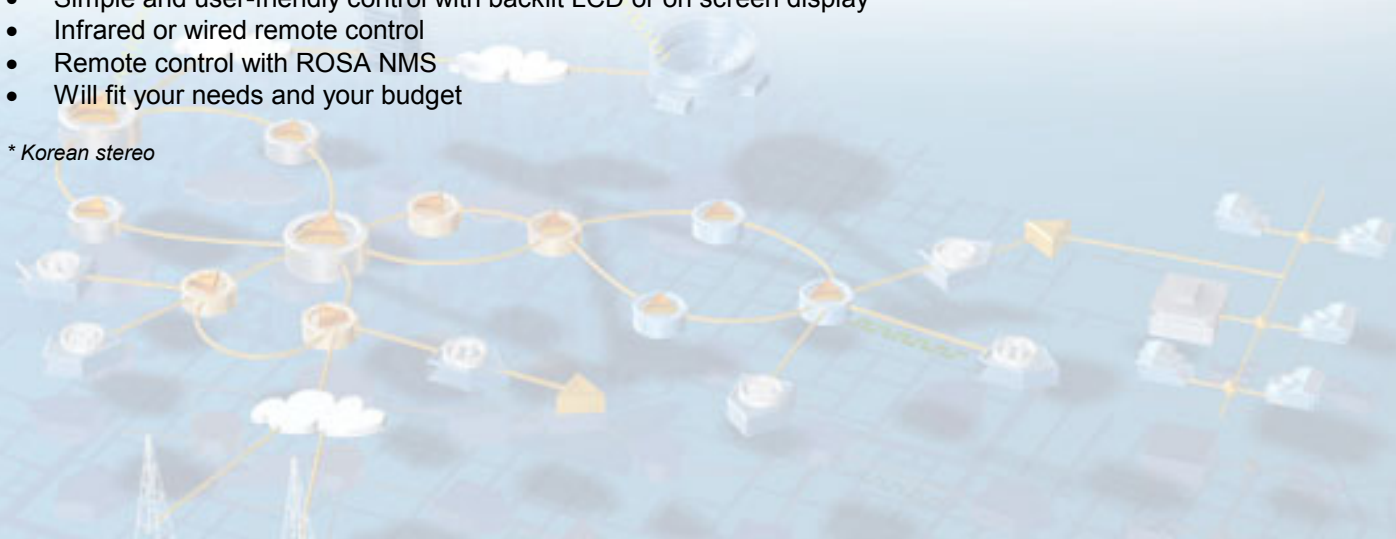 • Simple and user-friendly control with backlit LCD or on screen display
• Infrared or wired remote control
• Remote control with ROSA NMS
• Will fit your needs and your budget
* Korean stereo